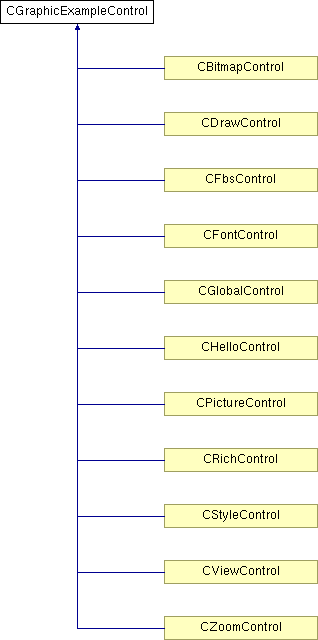 CGraphicExampleControl
CBitmapControl
CDrawControl
CFbsControl
CFontControl
CGlobalControl
CHelloControl
CPictureControl
CRichControl
CStyleControl
CViewControl
CZoomControl